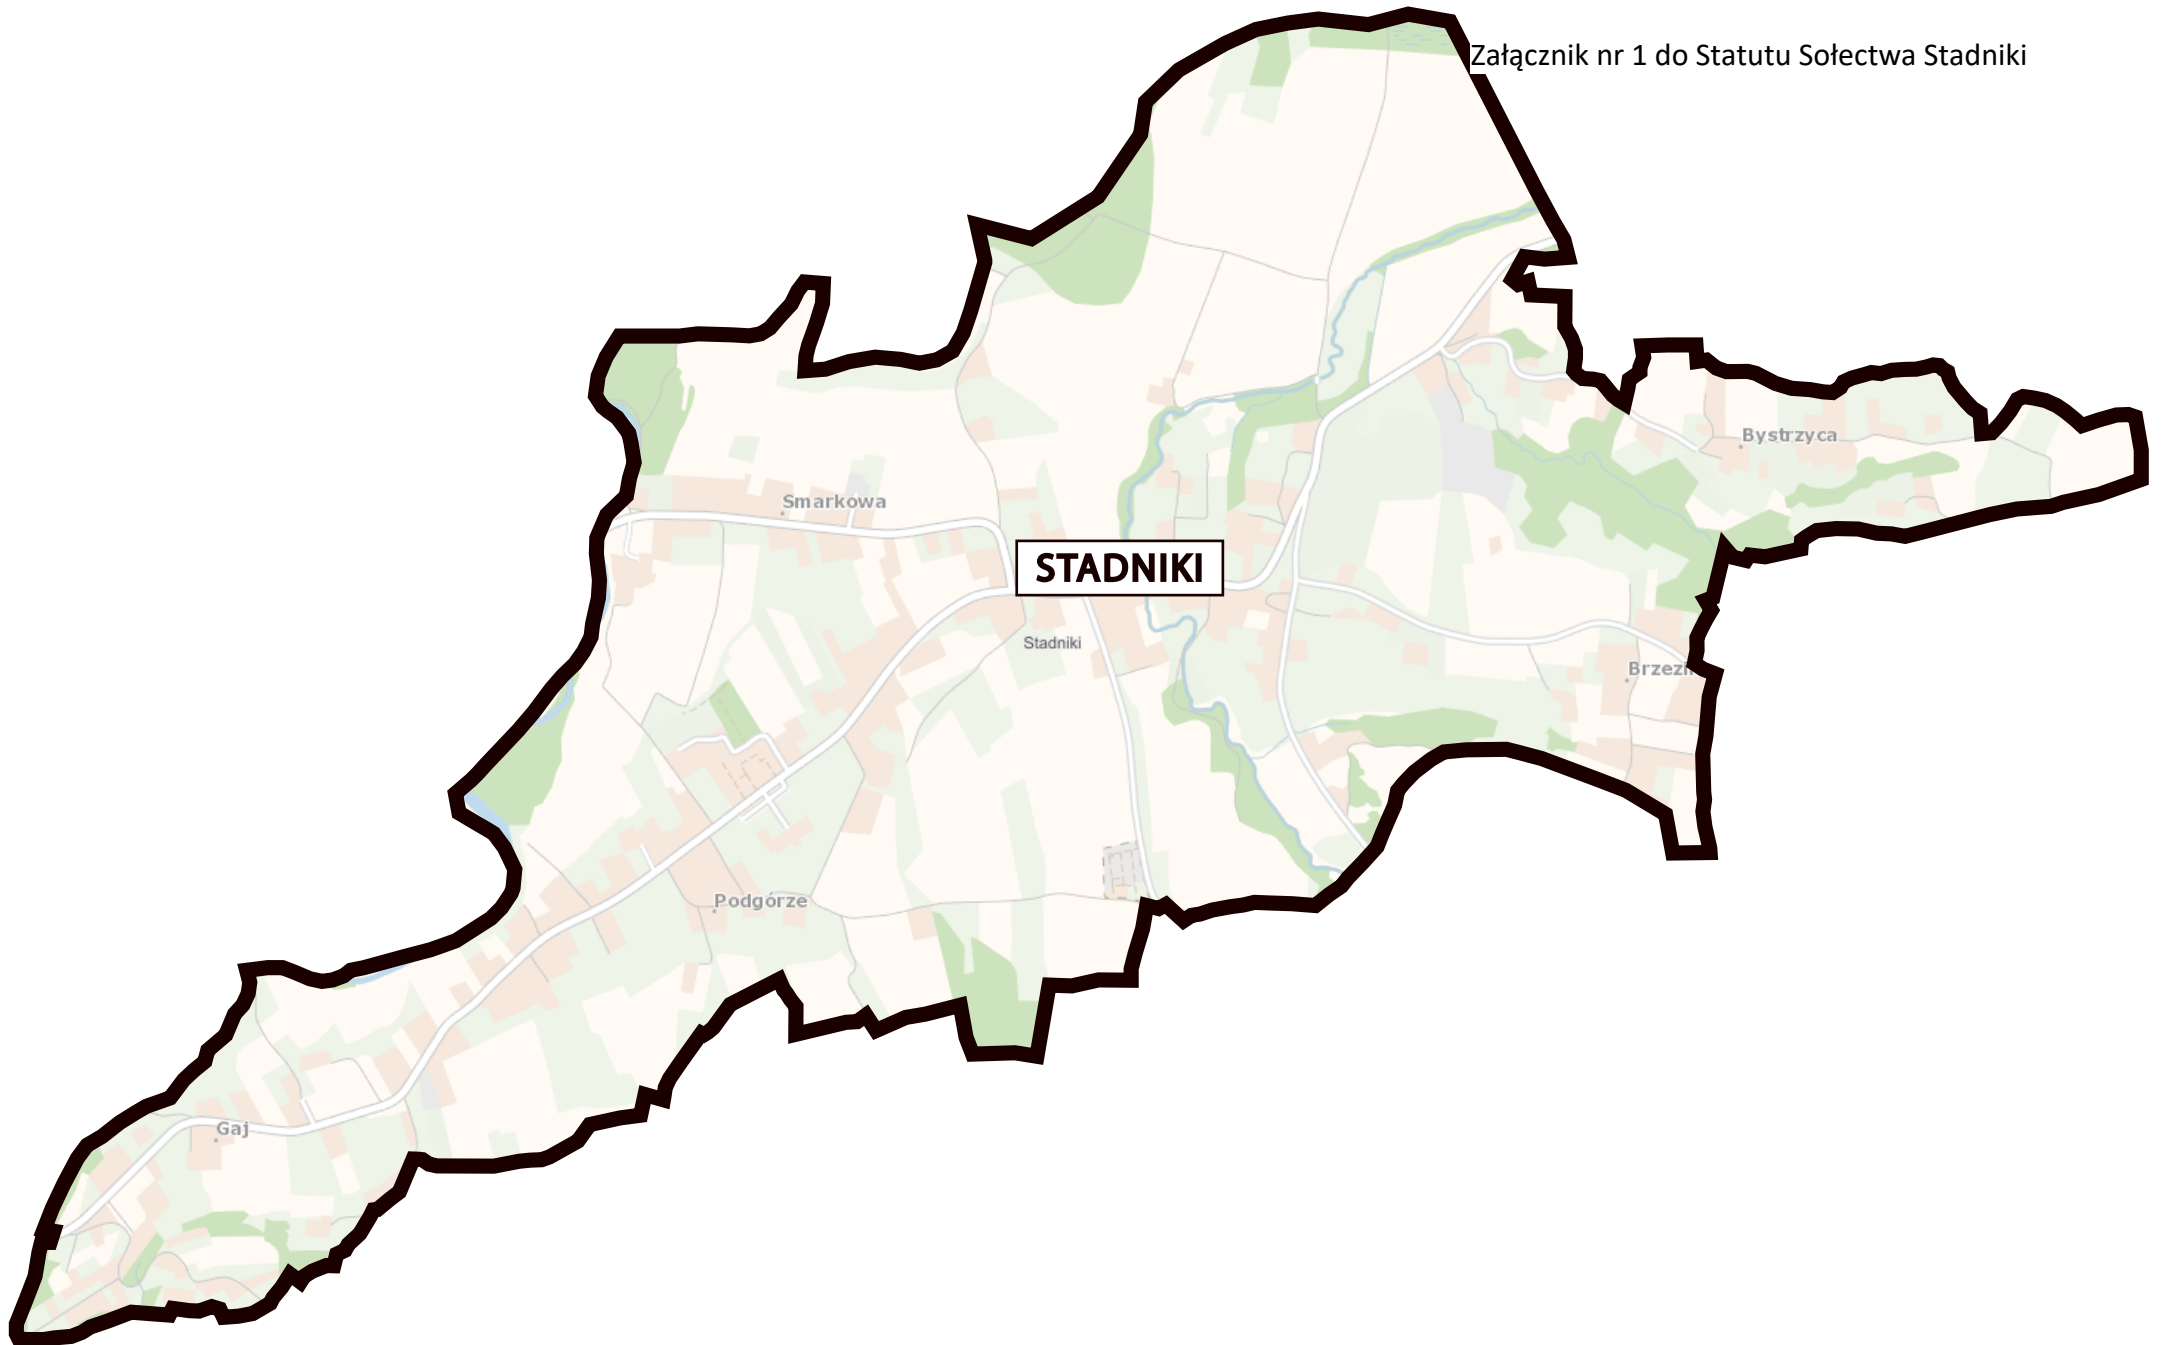 Załącznik nr 1 do Statutu Sołectwa Stadniki
Bystrzyca
Smarkowa
STADNIKI
Stadniki
Podgórze
Gaj